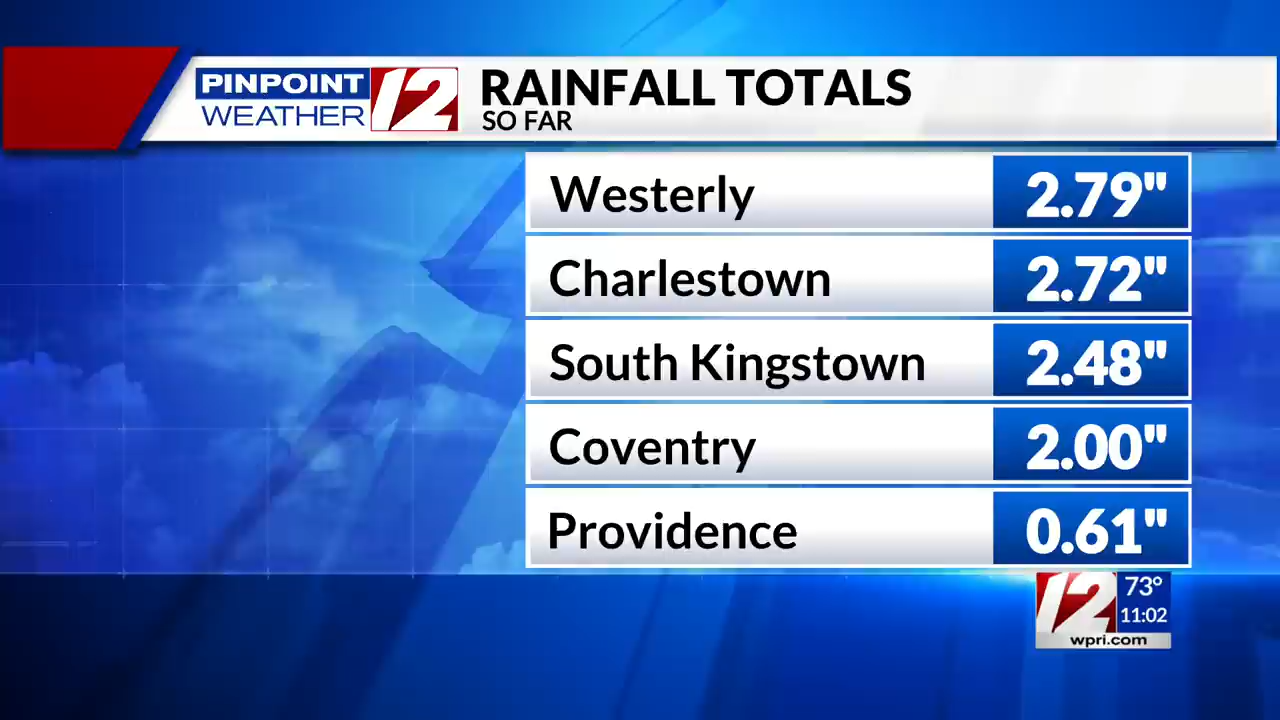 PINPOINT
WEATHER 12
RAINFALL TOTALS
SO FAR
Westerly 2.79"
Charlestown 2.72"
South Kingstown 2.48"
Coventry 2.00"
Providence 0.61"
12 73°
11:02
wpri.com